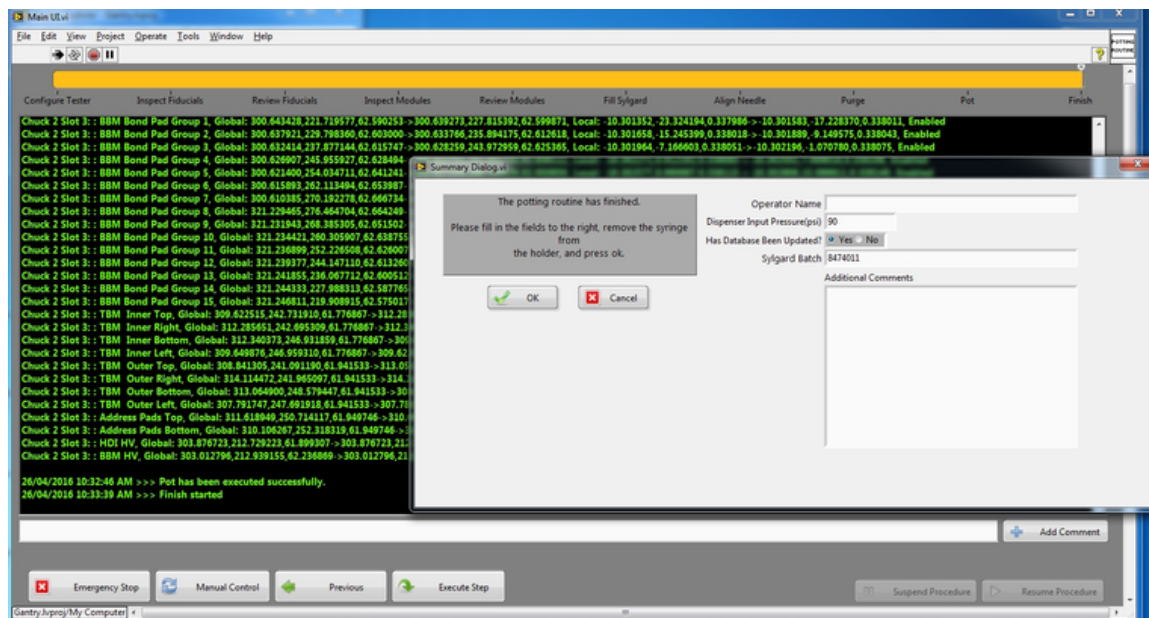 Main UI.vi
File Edit View Project Operate Tools Window Help
POTTING
ROUTINE
Configure Tester Inspect Fiducials Review Fiducials Inspect Modules Review Modules Fill Sylgard Align Needle Purge Pot Finish
Chuck 2 Slot 3: : BBM Bond Pad Group 1, Global: 300.643428,221.719577,62.590253->300.639273,227.815392,62.599871, Local: -10.301352,-23.324194,0.337986->-10.301583,-17.228370,0.338011, Enabled
Chuck 2 Slot 3: : BBM Bond Pad Group 2, Global: 300.637921,229.798360,62.603000->300.633766,235.894175,62.612618, Local: -10.301658,-15.245399,0.338018->-10.301889,-9.149575,0.338043, Enabled
Chuck 2 Slot 3: : BBM Bond Pad Group 3, Global: 300.632414,237.877144,62.615747->300.628259,243.972959,62.625365, Local: -10.301964,-7.166603,0.338051->-10.302196,-1.070780,0.338075, Enabled
Chuck 2 Slot 3: : BBM Bond Pad Group 4, Global: 300.626907,245.955927,62.628494
Chuck 2 Slot 3: : BBM Bond Pad Group 5, Global: 300.621400,254.034711,62.641241
Chuck 2 Slot 3: : BBM Bond Pad Group 6, Global: 300.615893,262.113494,62.653987
Chuck 2 Slot 3: : BBM Bond Pad Group 7, Global: 300.610385,270.192278,62.666734
Chuck 2 Slot 3: : BBM Bond Pad Group 8, Global: 321.229465,276.464704,62.664249
Chuck 2 Slot 3: : BBM Bond Pad Group 9, Global: 321.231943,268.385305,62.651502
Chuck 2 Slot 3: : BBM Bond Pad Group 10, Global: 321.234421,260.305907,62.638755
Chuck 2 Slot 3: : BBM Bond Pad Group 11, Global: 321.236899,252.226508,62.626007
Chuck 2 Slot 3: : BBM Bond Pad Group 12, Global: 321.239377,244.147110,62.613260
Chuck 2 Slot 3: : BBM Bond Pad Group 13, Global: 321.241855,236.067712,62.600512
Chuck 2 Slot 3: : BBM Bond Pad Group 14, Global: 321.244333,227.988313,62.587765
Chuck 2 Slot 3: : BBM Bond Pad Group 15, Global: 321.246811,219.908915,62.575017
Chuck 2 Slot 3: : TBM Inner Top, Global: 309.622515,242.731910,61.776867->312.28
Chuck 2 Slot 3: : TBM Inner Right, Global: 312.285651,242.695309,61.776867->312.3
Chuck 2 Slot 3: : TBM Inner Bottom, Global: 312.340373,246.931859,61.776867->309
Chuck 2 Slot 3: : TBM Inner Left, Global: 309.649876,246.959310,61.776867->309.62
Chuck 2 Slot 3: : TBM Outer Top, Global: 308.841305,241.091190,61.941533->313.05
Chuck 2 Slot 3: : TBM Outer Right, Global: 314.114472,241.965097,61.941533->314.
Chuck 2 Slot 3: : TBM Outer Bottom, Global: 313.064900,248.579447,61.941533->30
Chuck 2 Slot 3: : TBM Outer Left, Global: 307.791747,247.691918,61.941533->307.78
Chuck 2 Slot 3: : Address Pads Top, Global: 311.618949,250.714117,61.949746->310.
Chuck 2 Slot 3: : Address Pads Bottom, Global: 310.106267,252.318319,61.949746->
Chuck 2 Slot 3: : HDI HV, Global: 303.876723,212.729223,61.899307->303.876723,212
Chuck 2 Slot 3: : BBM HV, Global: 303.012796,212.939155,62.236869->303.012796,21
26/04/2016 10:32:46 AM >>> Pot has been executed successfully.
26/04/2016 10:33:39 AM >>> Finish started
Summary Dialog.vi
The potting routine has finished.
Please fill in the fields to the right, remove the syringe
from
the holder, and press ok.
OK Cancel
Operator Name
Dispenser Input Pressure(psi) 90
Has Database Been Updated? Yes No
Sylgard Batch 8474011
Additional Comments
Add Comment
Emergency Stop Manual Control Previous Execute Step Suspend Procedure Resume Procedure
Gantry.lvproj/My Computer